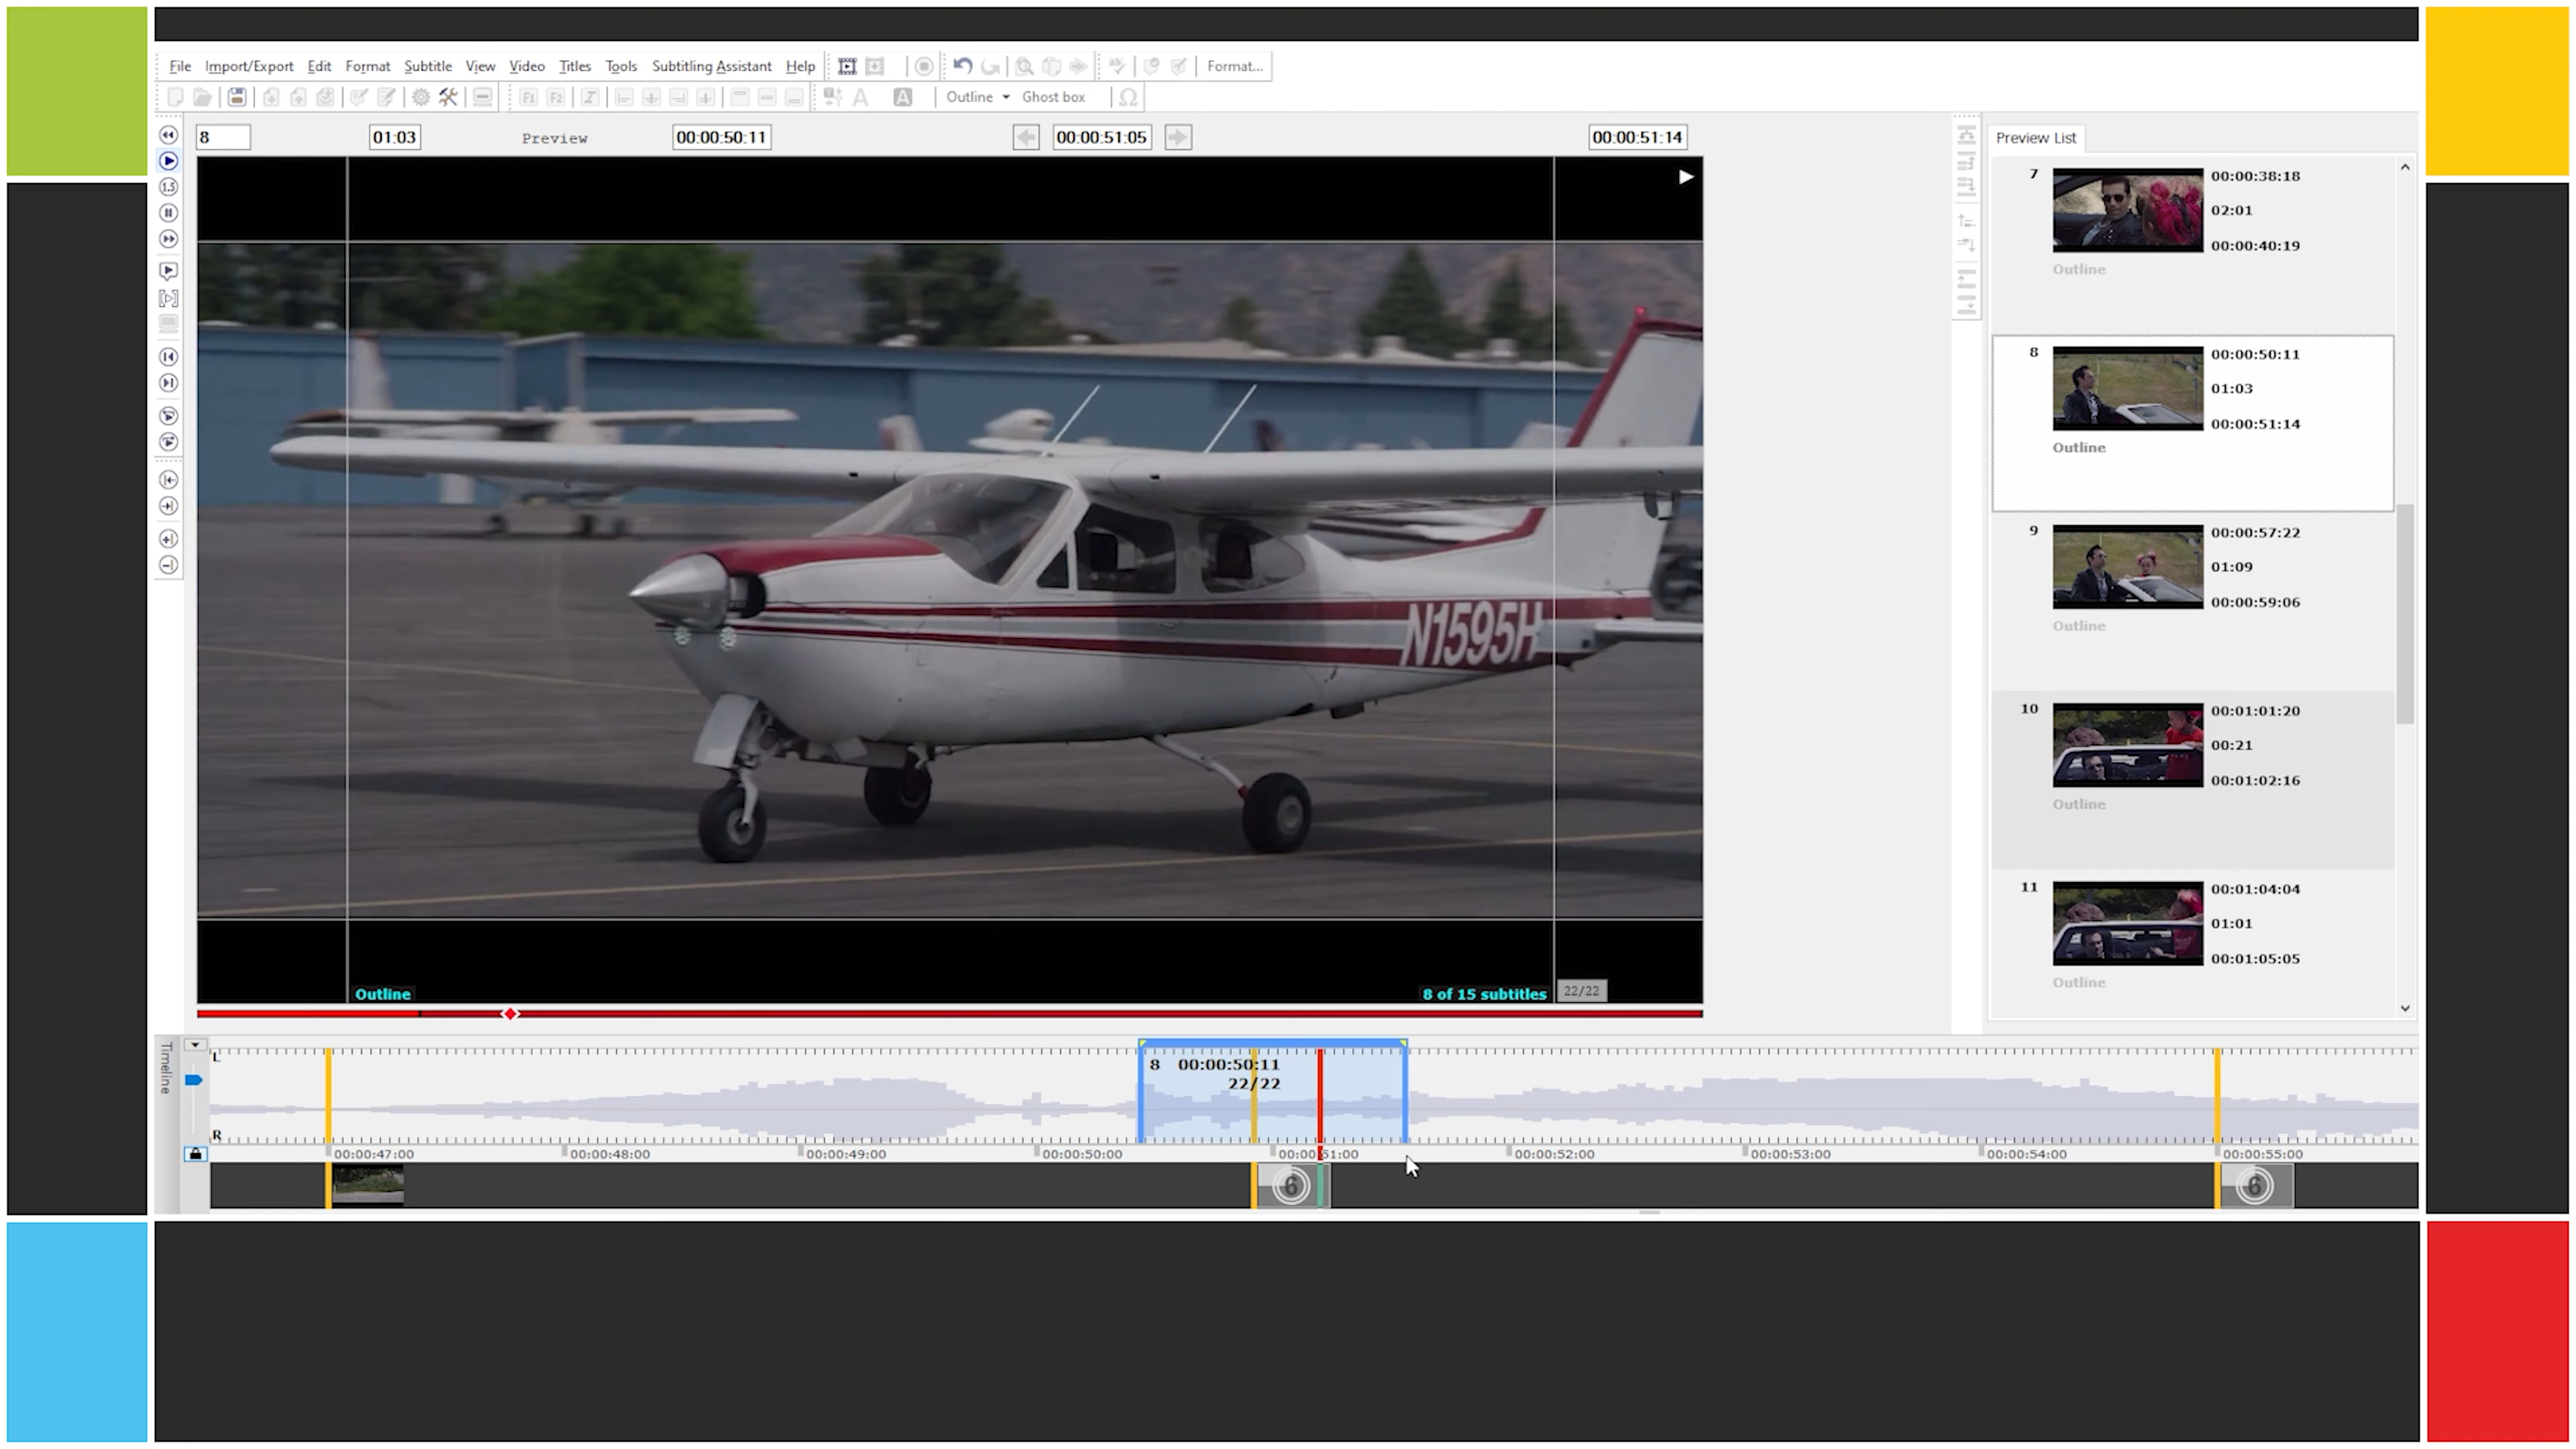 File Import/Export Edit Format Subtitle View Video Titles Tools Subtitling Assistant Help Format...
F1 F2 I A A Outline Ghost box Ω
8 01:03 Preview 00:00:50:11 00:00:51:05 00:00:51:14
1.5
N1595H
Outline 8 of 15 subtitles 22/22
Preview List
7 00:00:38:18
02:01
00:00:40:19
Outline
8 00:00:50:11
01:03
00:00:51:14
Outline
9 00:00:57:22
01:09
00:00:59:06
Outline
10 00:01:01:20
00:21
00:01:02:16
Outline
11 00:01:04:04
01:01
00:01:05:05
Outline
Timeline
L
8 00:00:50:11
22/22
R
00:00:47:00 00:00:48:00 00:00:49:00 00:00:50:00 00:00:51:00 00:00:52:00 00:00:53:00 00:00:54:00 00:00:55:00
6 6